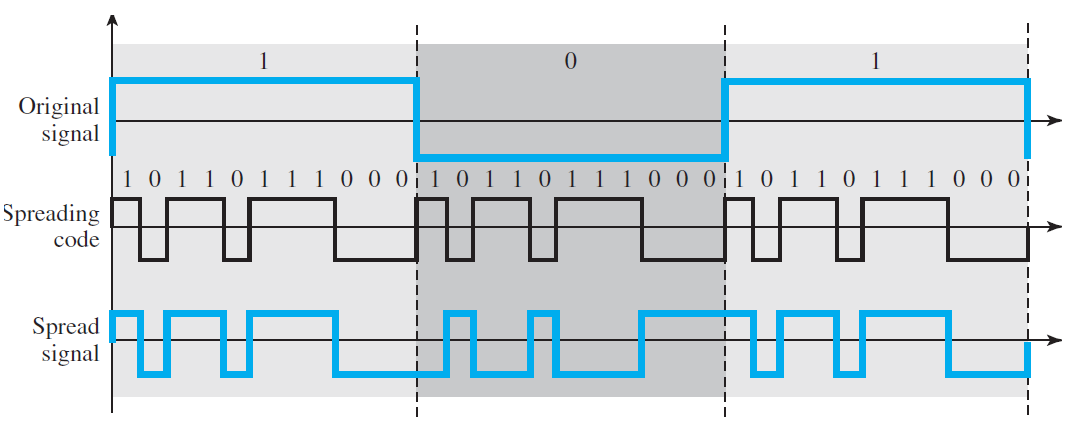 1 0 1
Original
signal
1 0 1 1 0 1 1 1 0 0 0 1 0 1 1 0 1 1 1 0 0 0 1 0 1 1 0 1 1 1 0 0 0
Spreading
code
Spread
signal